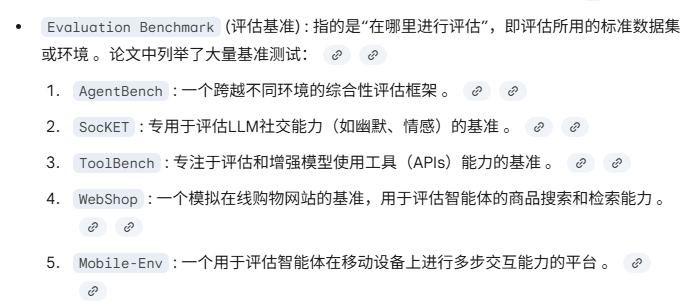 • Evaluation Benchmark (评估基准) : 指的是“在哪里进行评估”，即评估所用的标准数据集
或环境 。论文中列举了大量基准测试：
1. AgentBench : 一个跨越不同环境的综合性评估框架 。
2. SocKET : 专用于评估LLM社交能力（如幽默、情感）的基准 。
3. ToolBench : 专注于评估和增强模型使用工具（APIs）能力的基准 。
4. WebShop : 一个模拟在线购物网站的基准，用于评估智能体的商品搜索和检索能力 。
5. Mobile-Env : 一个用于评估智能体在移动设备上进行多步交互能力的平台 。